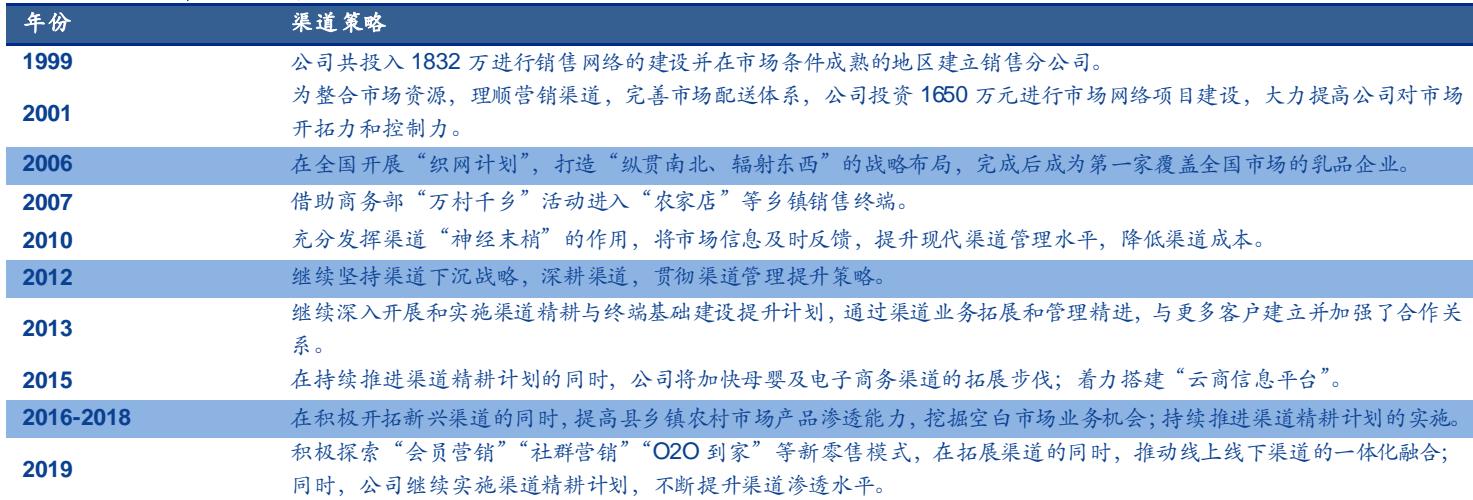 年份 渠道策略
1999 公司共投入 1832 万进行销售网络的建设并在市场条件成熟的地区建立销售分公司。
2001 为整合市场资源，理顺营销渠道，完善市场配送体系，公司投资 1650 万元进行市场网络项目建设，大力提高公司对市场
开拓力和控制力。
2006 在全国开展“织网计划”，打造“纵贯南北、辐射东西”的战略布局，完成后成为第一家覆盖全国市场的乳品企业。
2007 借助商务部“万村千乡”活动进入“农家店”等乡镇销售终端。
2010 充分发挥渠道“神经末梢”的作用，将市场信息及时反馈，提升现代渠道管理水平，降低渠道成本。
2012 继续坚持渠道下沉战略，深耕渠道，贯彻渠道管理提升策略。
2013 继续深入开展和实施渠道精耕与终端基础建设提升计划，通过渠道业务拓展和管理精进，与更多客户建立并加强了合作关
系。
2015 在持续推进渠道精耕计划的同时，公司将加快母婴及电子商务渠道的拓展步伐；着力搭建“云商信息平台”。
2016-2018 在积极开拓新兴渠道的同时，提高县乡镇农村市场产品渗透能力，挖掘空白市场业务机会；持续推进渠道精耕计划的实施。
2019 积极探索“会员营销”“社群营销”“O2O 到家”等新零售模式，在拓展渠道的同时，推动线上线下渠道的一体化融合；
同时，公司继续实施渠道精耕计划，不断提升渠道渗透水平。